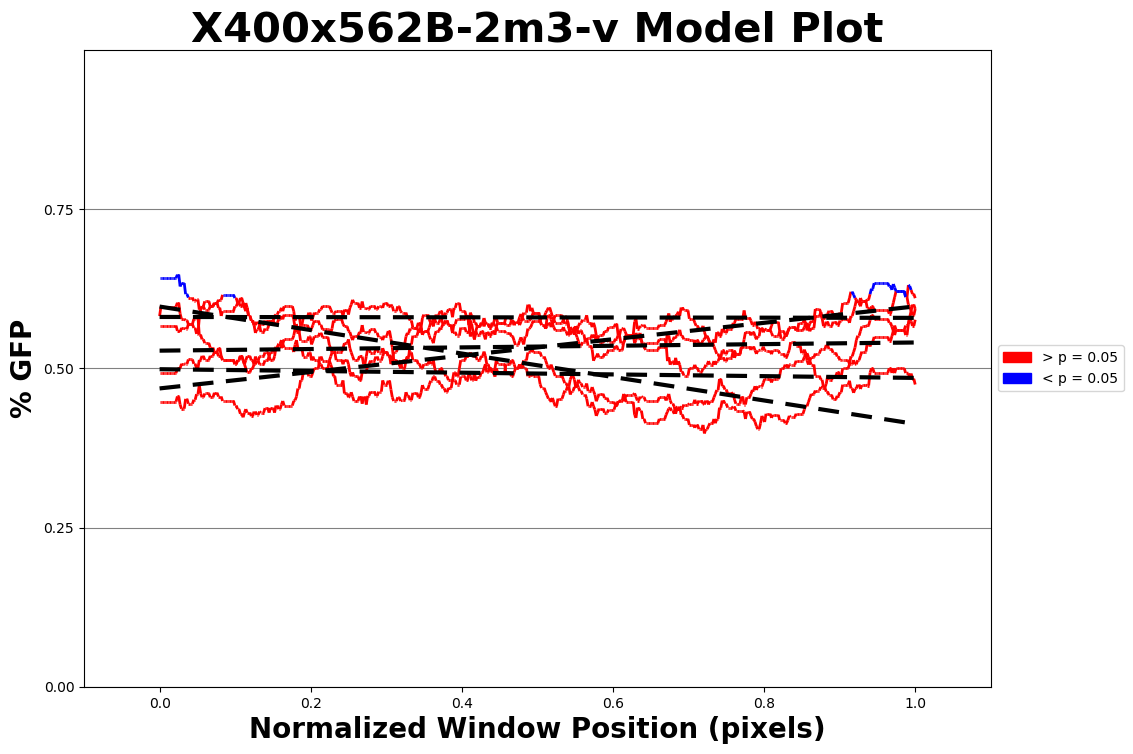 X400x562B-2m3-v Model Plot
% GFP
0.75
0.50
0.25
0.00
0.0 0.2 0.4 0.6 0.8 1.0
Normalized Window Position (pixels)
> p = 0.05
< p = 0.05